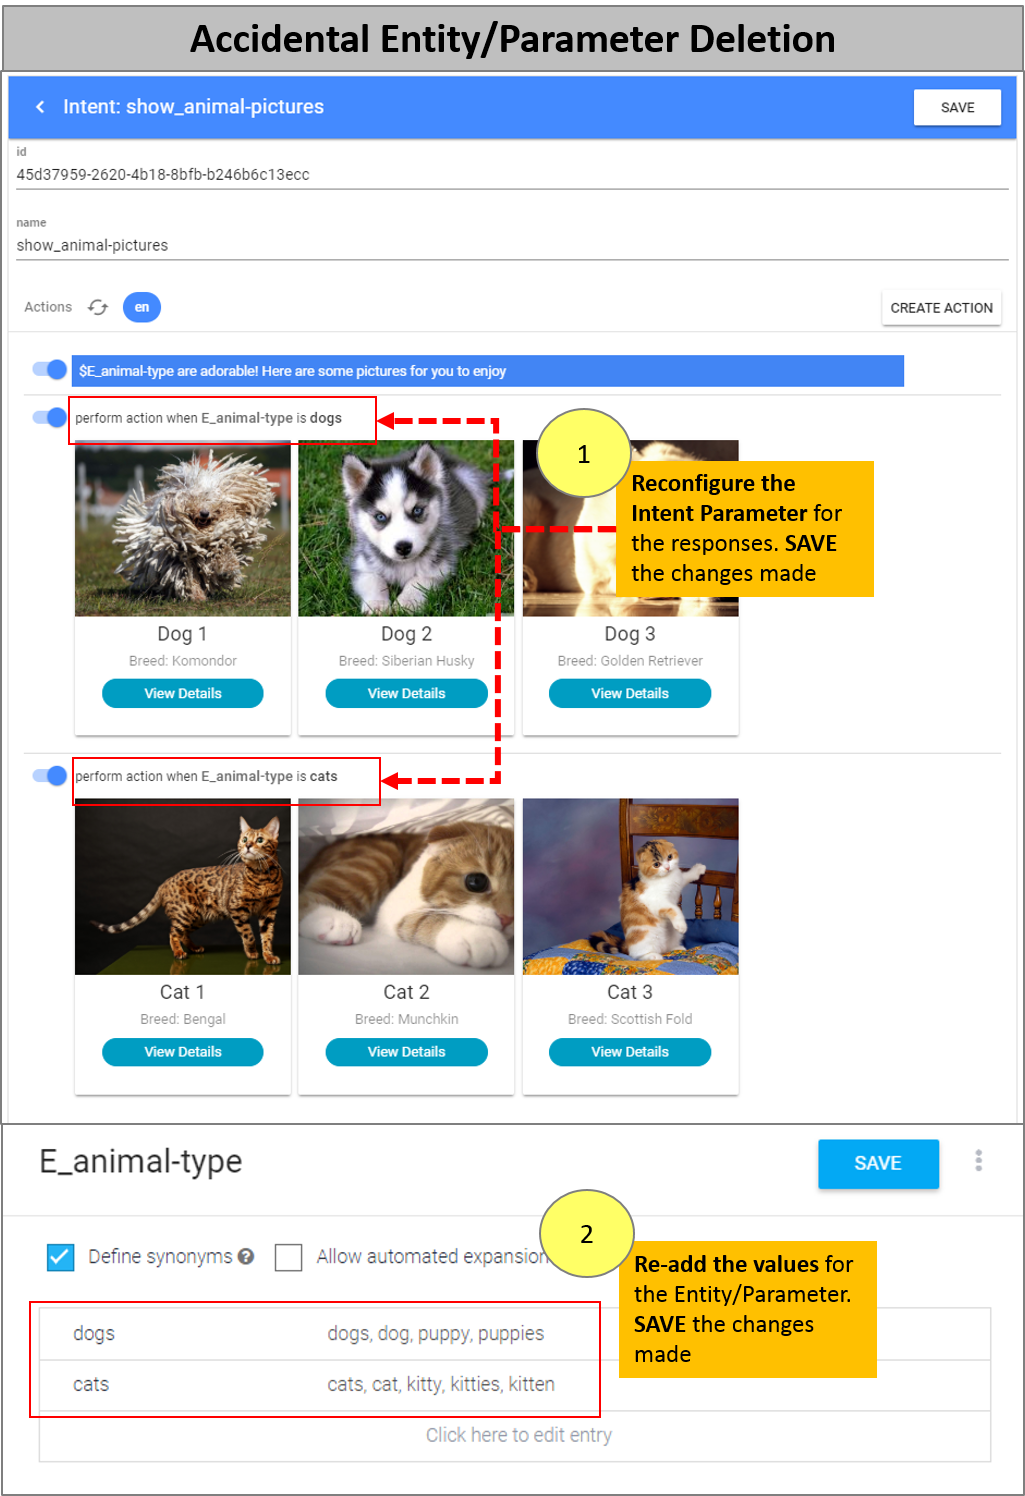 Accidental Entity/Parameter Deletion
Intent: show_animal-pictures
SAVE
id
45d37959-2620-4b18-8bfb-b246b6c13ecc
name
show_animal-pictures
Actions
en
CREATE ACTION
$E_animal-type are adorable! Here are some pictures for you to enjoy
perform action when E_animal-type is dogs
1
Reconfigure the
Intent Parameter for
the responses. SAVE
the changes made
Dog 1
Dog 2
Dog 3
Breed: Komondor
Breed: Siberian Husky
Breed: Golden Retriever
View Details
View Details
View Details
perform action when E_animal-type is cats
Cat 1
Cat 2
Cat 3
Breed: Bengal
Breed: Munchkin
Breed: Scottish Fold
View Details
View Details
View Details
E_animal-type
SAVE
2
Define synonyms ?
Allow automated expansion
Re-add the values for
the Entity/Parameter.
SAVE the changes
made
dogs
dogs, dog, puppy, puppies
cats
cats, cat, kitty, kitties, kitten
Click here to edit entry